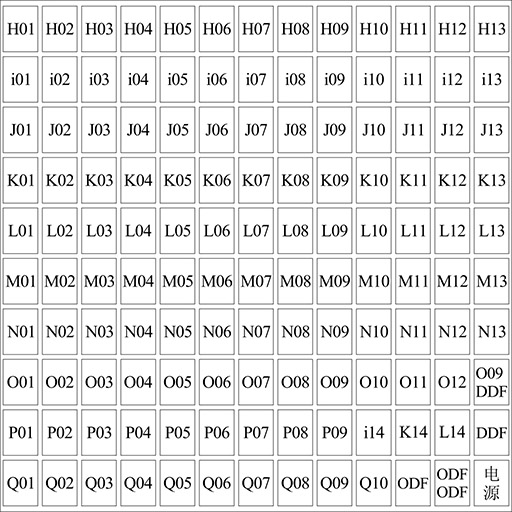 H01 H02 H03 H04 H05 H06 H07 H08 H09 H10 H11 H12 H13
i01 i02 i03 i04 i05 i06 i07 i08 i09 i10 i11 i12 i13
J01 J02 J03 J04 J05 J06 J07 J08 J09 J10 J11 J12 J13
K01 K02 K03 K04 K05 K06 K07 K08 K09 K10 K11 K12 K13
L01 L02 L03 L04 L05 L06 L07 L08 L09 L10 L11 L12 L13
M01 M02 M03 M04 M05 M06 M07 M08 M09 M10 M11 M12 M13
N01 N02 N03 N04 N05 N06 N07 N08 N09 N10 N11 N12 N13
O01 O02 O03 O04 O05 O06 O07 O08 O09 O10 O11 O12 O09
DDF
P01 P02 P03 P04 P05 P06 P07 P08 P09 i14 K14 L14 DDF
Q01 Q02 Q03 Q04 Q05 Q06 Q07 Q08 Q09 Q10 ODF ODF 电
ODF 源